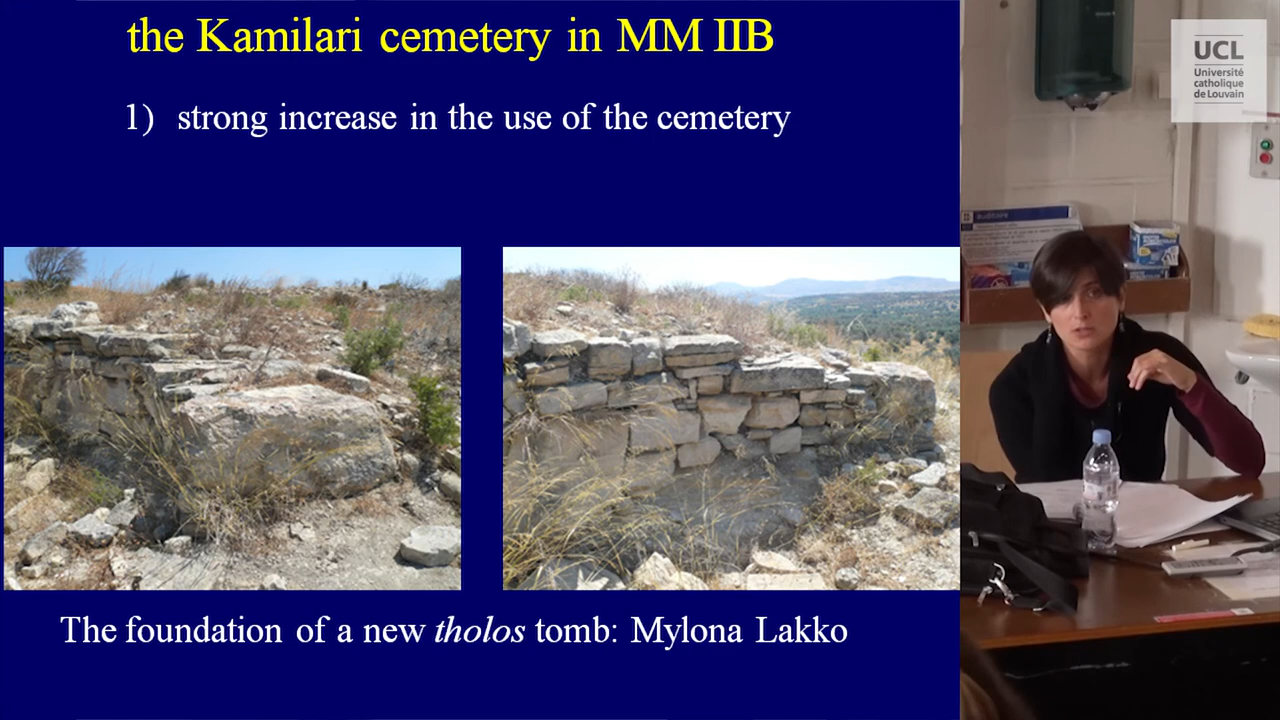 the Kamilari cemetery in MM IIB
1) strong increase in the use of the cemetery
The foundation of a new tholos tomb: Mylona Lakko
UCL
Université
catholique
de Louvain
auditoire